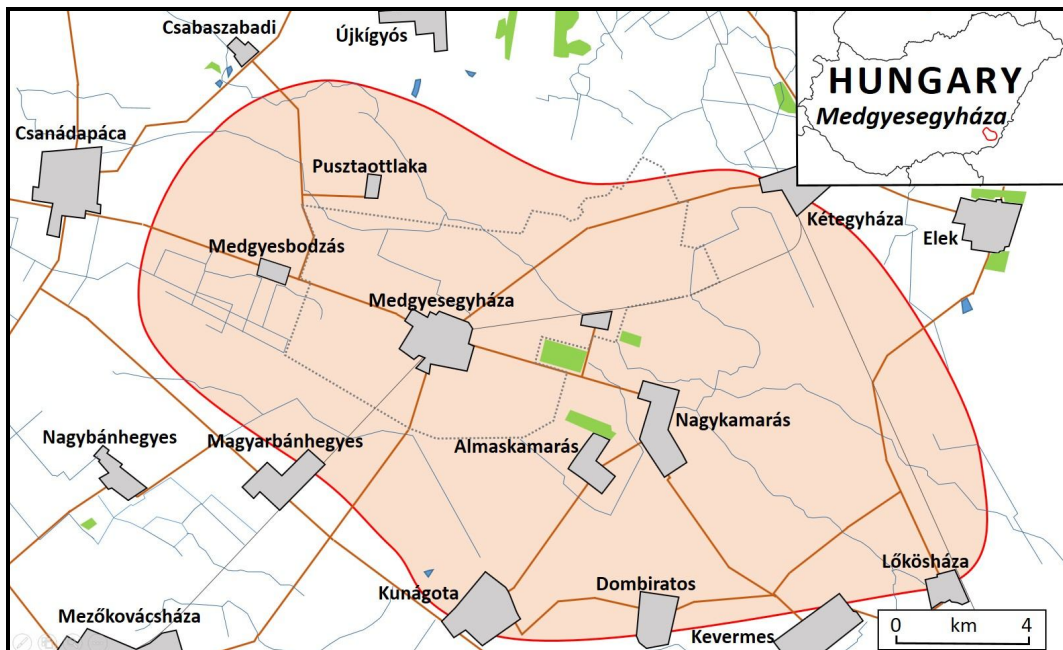 Csabaszabadi
Újkígyós
HUNGARY
Medgyesegyháza
Csanádapáca
Pusztaottlaka
Kétegyháza
Elek
Medgyesbodzás
Medgyesegyháza
Nagykamarás
Nagybánhegyes
Magyarbánhegyes
Almaskamarás
Lőkösháza
Kunágota
Dombiratos
Mezőkovácsháza
Kevermes
0 km 4